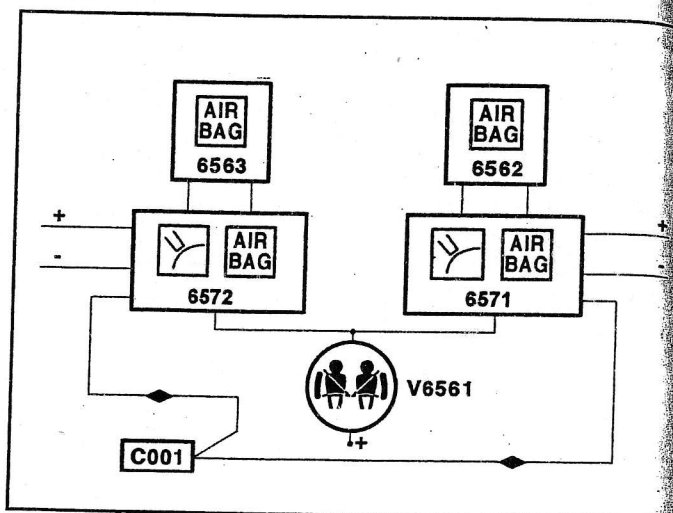 AIR
BAG
6563
AIR
BAG
6562
+
-
AIR
BAG
6572
AIR
BAG
6571
+
-
V6561
+
C001